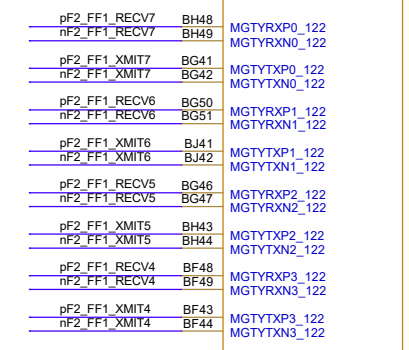 pF2_FF1_RECV7 BH48 MGTYRXP0_122
nF2_FF1_RECV7 BH49 MGTYRXN0_122
pF2_FF1_XMIT7 BG41 MGTYTXP0_122
nF2_FF1_XMIT7 BG42 MGTYTXN0_122
pF2_FF1_RECV6 BG50 MGTYRXP1_122
nF2_FF1_RECV6 BG51 MGTYRXN1_122
pF2_FF1_XMIT6 BJ41 MGTYTXP1_122
nF2_FF1_XMIT6 BJ42 MGTYTXN1_122
pF2_FF1_RECV5 BG46 MGTYRXP2_122
nF2_FF1_RECV5 BG47 MGTYRXN2_122
pF2_FF1_XMIT5 BH43 MGTYTXP2_122
nF2_FF1_XMIT5 BH44 MGTYTXN2_122
pF2_FF1_RECV4 BF48 MGTYRXP3_122
nF2_FF1_RECV4 BF49 MGTYRXN3_122
pF2_FF1_XMIT4 BF43 MGTYTXP3_122
nF2_FF1_XMIT4 BF44 MGTYTXN3_122